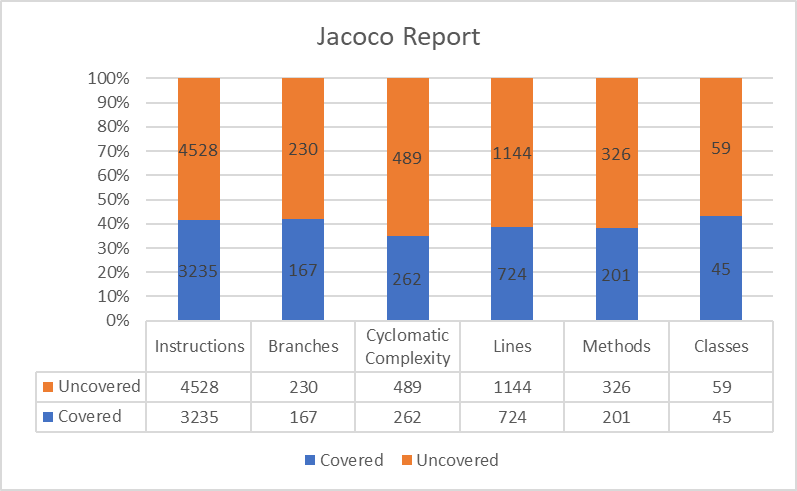 Jacoco Report
100%
90%
80%
70%
60%
50%
40%
30%
20%
10%
0%
4528 230 489 1144 326 59
3235 167 262 724 201 45
Instructions Branches Cyclomatic Complexity Lines Methods Classes
Uncovered 4528 230 489 1144 326 59
Covered 3235 167 262 724 201 45
Covered Uncovered